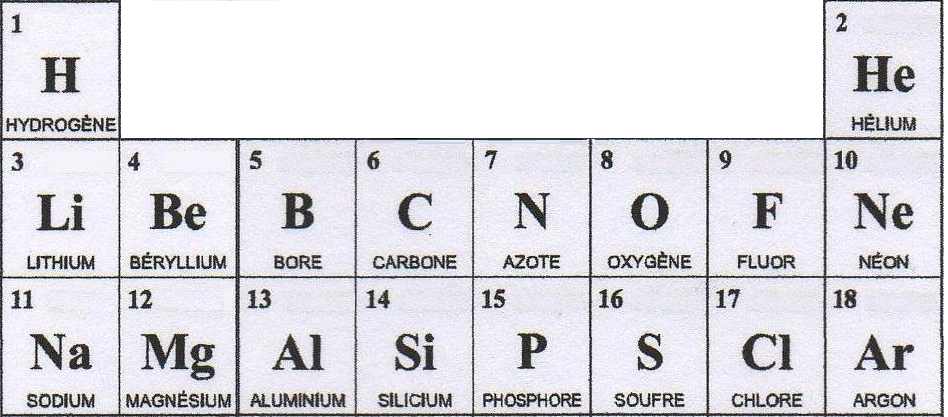 1 2
H He
HYDROGÈNE HÉLIUM
3 4 5 6 7 8 9 10
Li Be B C N O F Ne
LITHIUM BÉRYLLIUM BORE CARBONE AZOTE OXYGÈNE FLUOR NÉON
11 12 13 14 15 16 17 18
Na Mg Al Si P S Cl Ar
SODIUM MAGNÉSIUM ALUMINIUM SILICIUM PHOSPHORE SOUFRE CHLORE ARGON